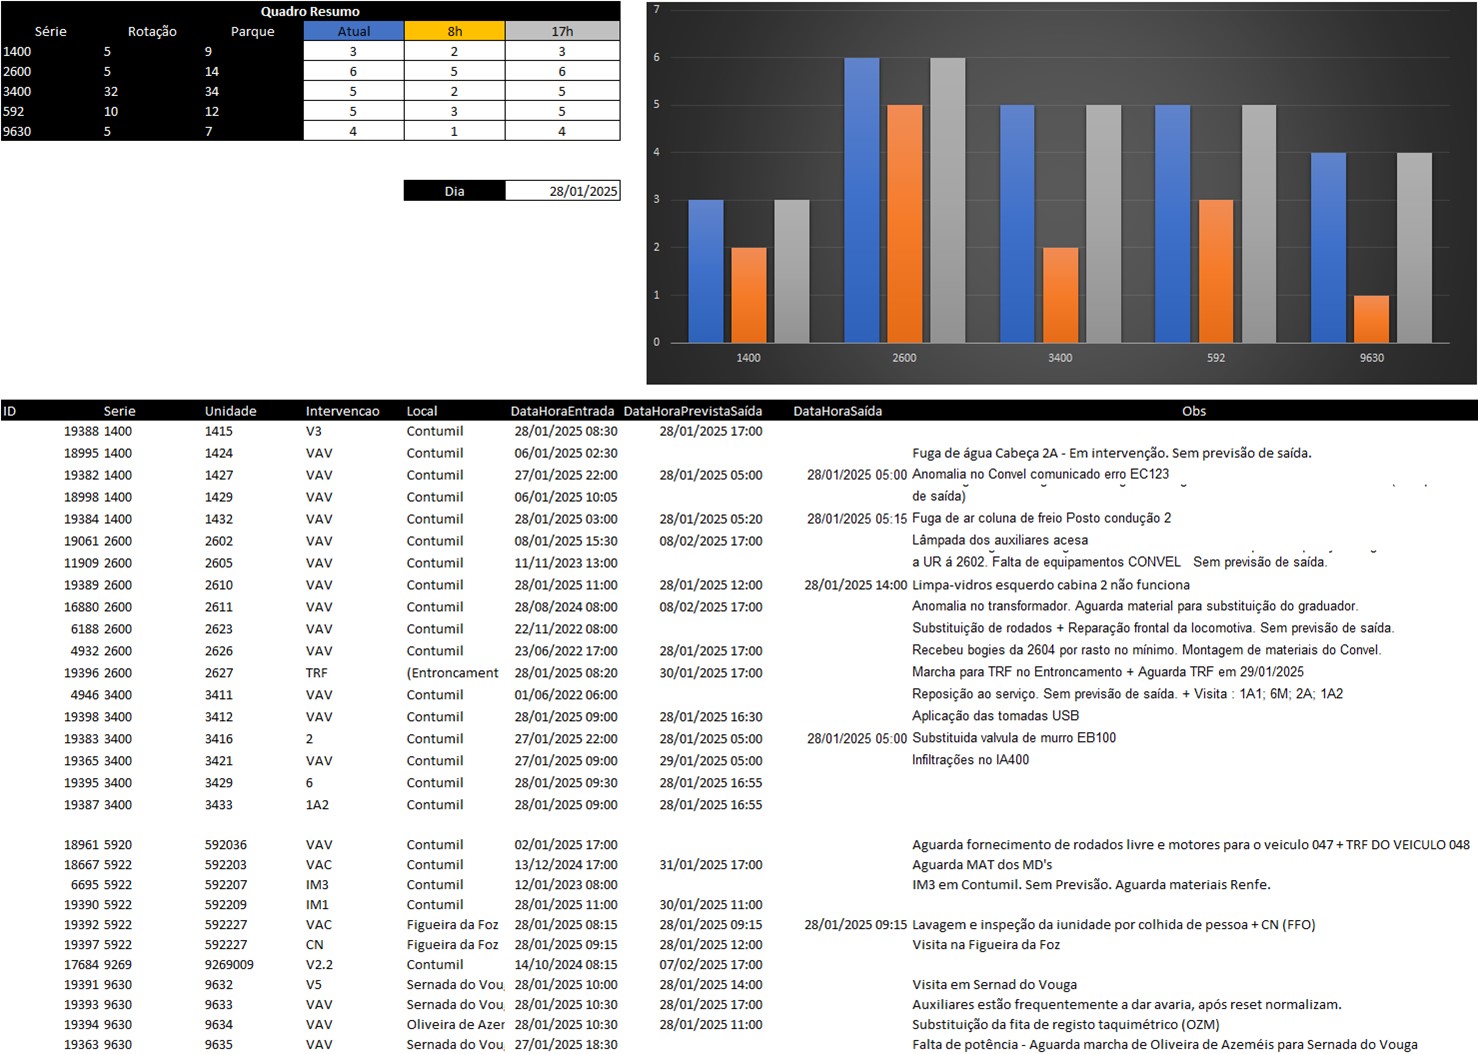 Quadro Resumo
Série Rotação Parque Atual 8h 17h
1400 5 9 3 2 3
2600 5 14 6 5 6
3400 32 34 5 2 5
592 10 12 5 3 5
9630 5 7 4 1 4
Dia 28/01/2025
7
6
5
4
3
2
1
0
1400 2600 3400 592 9630
ID Serie Unidade Intervencao Local DataHoraEntrada DataHoraPrevistaSaída DataHoraSaída Obs
19388 1400 1415 V3 Contumil 28/01/2025 08:30 28/01/2025 17:00
18995 1400 1424 VAV Contumil 06/01/2025 02:30 Fuga de água Cabeça 2A - Em intervenção. Sem previsão de saída.
19382 1400 1427 VAV Contumil 27/01/2025 22:00 28/01/2025 05:00 28/01/2025 05:00 Anomalia no Convel comunicado erro EC123
18998 1400 1429 VAV Contumil 06/01/2025 10:05 de saída)
19384 1400 1432 VAV Contumil 28/01/2025 03:00 28/01/2025 05:20 28/01/2025 05:15 Fuga de ar coluna de freio Posto condução 2
19061 2600 2602 VAV Contumil 08/01/2025 15:30 08/02/2025 17:00 Lâmpada dos auxiliares acesa
11909 2600 2605 VAV Contumil 11/11/2023 13:00 a UR á 2602. Falta de equipamentos CONVEL Sem previsão de saída.
19389 2600 2610 VAV Contumil 28/01/2025 11:00 28/01/2025 12:00 28/01/2025 14:00 Limpa-vidros esquerdo cabina 2 não funciona
16880 2600 2611 VAV Contumil 28/08/2024 08:00 08/02/2025 17:00 Anomalia no transformador. Aguarda material para substituição do graduador.
6188 2600 2623 VAV Contumil 22/11/2022 08:00 Substituição de rodados + Reparação frontal da locomotiva. Sem previsão de saída.
4932 2600 2626 VAV Contumil 23/06/2022 17:00 28/01/2025 17:00 Recebeu bogies da 2604 por rasto no mínimo. Montagem de materiais do Convel.
19396 2600 2627 TRF (Entroncament 28/01/2025 08:20 30/01/2025 17:00 Marcha para TRF no Entroncamento + Aguarda TRF em 29/01/2025
4946 3400 3411 VAV Contumil 01/06/2022 06:00 Reposição ao serviço. Sem previsão de saída. + Visita : 1A1; 6M; 2A; 1A2
19398 3400 3412 VAV Contumil 28/01/2025 09:00 28/01/2025 16:30 Aplicação das tomadas USB
19383 3400 3416 2 Contumil 27/01/2025 22:00 28/01/2025 05:00 28/01/2025 05:00 Substituida valvula de murro EB100
19365 3400 3421 VAV Contumil 27/01/2025 09:00 29/01/2025 05:00 Infiltrações no IA400
19395 3400 3429 6 Contumil 28/01/2025 09:30 28/01/2025 16:55
19387 3400 3433 1A2 Contumil 28/01/2025 09:00 28/01/2025 16:55
18961 5920 592036 VAV Contumil 02/01/2025 17:00 Aguarda fornecimento de rodados livre e motores para o veiculo 047 + TRF DO VEICULO 048
18667 5922 592203 VAC Contumil 13/12/2024 17:00 31/01/2025 17:00 Aguarda MAT dos MD's
6695 5922 592207 IM3 Contumil 12/01/2023 08:00 IM3 em Contumil. Sem Previsão. Aguarda materiais Renfe.
19390 5922 592209 IM1 Contumil 28/01/2025 11:00 30/01/2025 11:00
19392 5922 592227 VAC Figueira da Foz 28/01/2025 08:15 28/01/2025 09:15 28/01/2025 09:15 Lavagem e inspeção da iunidade por colhida de pessoa + CN (FFO)
19397 5922 592227 CN Figueira da Foz 28/01/2025 09:15 28/01/2025 12:00 Visita na Figueira da Foz
17684 9269 9269009 V2.2 Contumil 14/10/2024 08:15 07/02/2025 17:00
19391 9630 9632 V5 Sernada do Vou 28/01/2025 10:00 28/01/2025 14:00 Visita em Sernad do Vouga
19393 9630 9633 VAV Sernada do Vou 28/01/2025 10:30 28/01/2025 17:00 Auxiliares estão frequentemente a dar avaria, após reset normalizam.
19394 9630 9634 VAV Oliveira de Azer 28/01/2025 10:30 28/01/2025 11:00 Substituição da fita de registo taquimétrico (OZM)
19363 9630 9635 VAV Sernada do Vou 27/01/2025 18:30 Falta de potência - Aguarda marcha de Oliveira de Azeméis para Sernada do Vouga